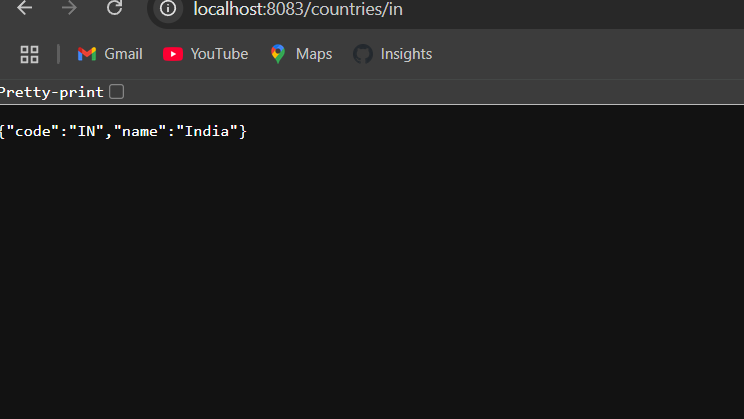 localhost:8083/countries/in
Gmail YouTube Maps Insights
Pretty-print
{"code":"IN","name":"India"}